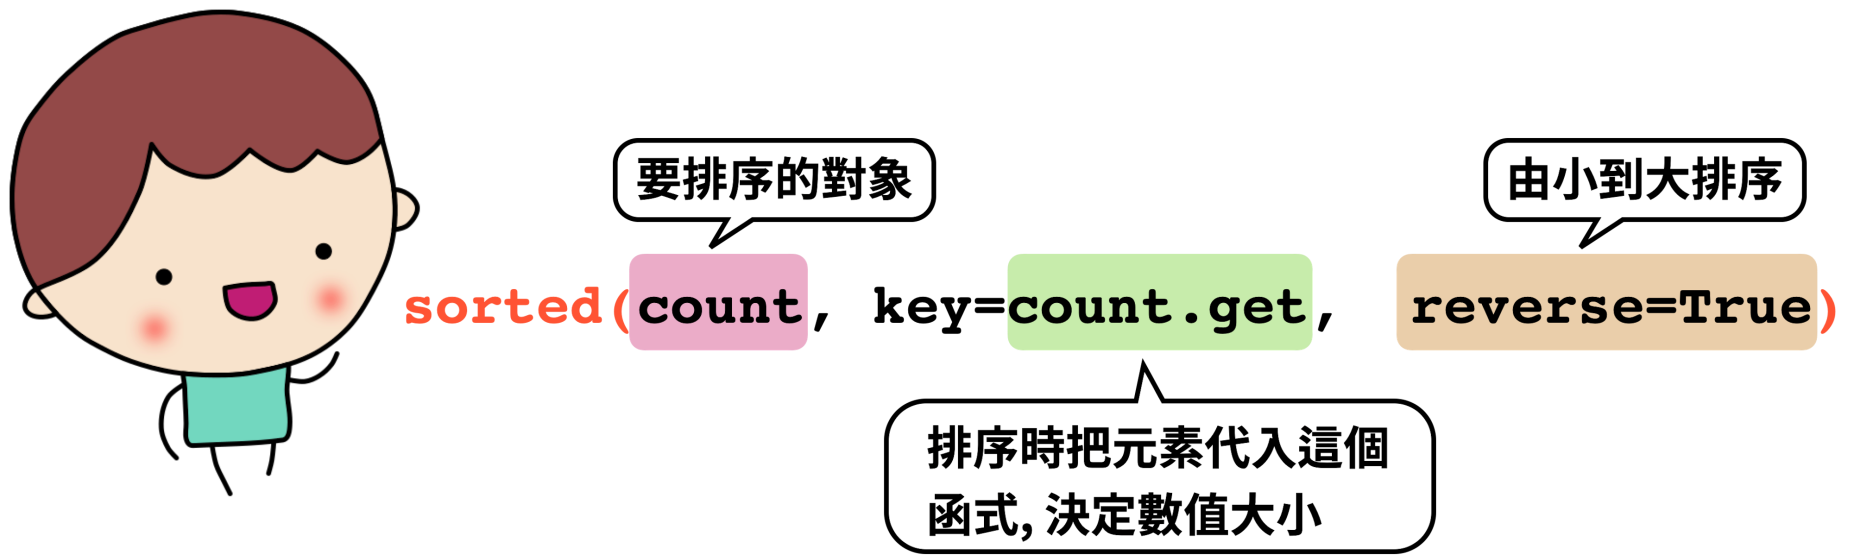 要排序的對象
由小到大排序
sorted(count, key=count.get, reverse=True)
排序時把元素代入這個
函式, 決定數值大小